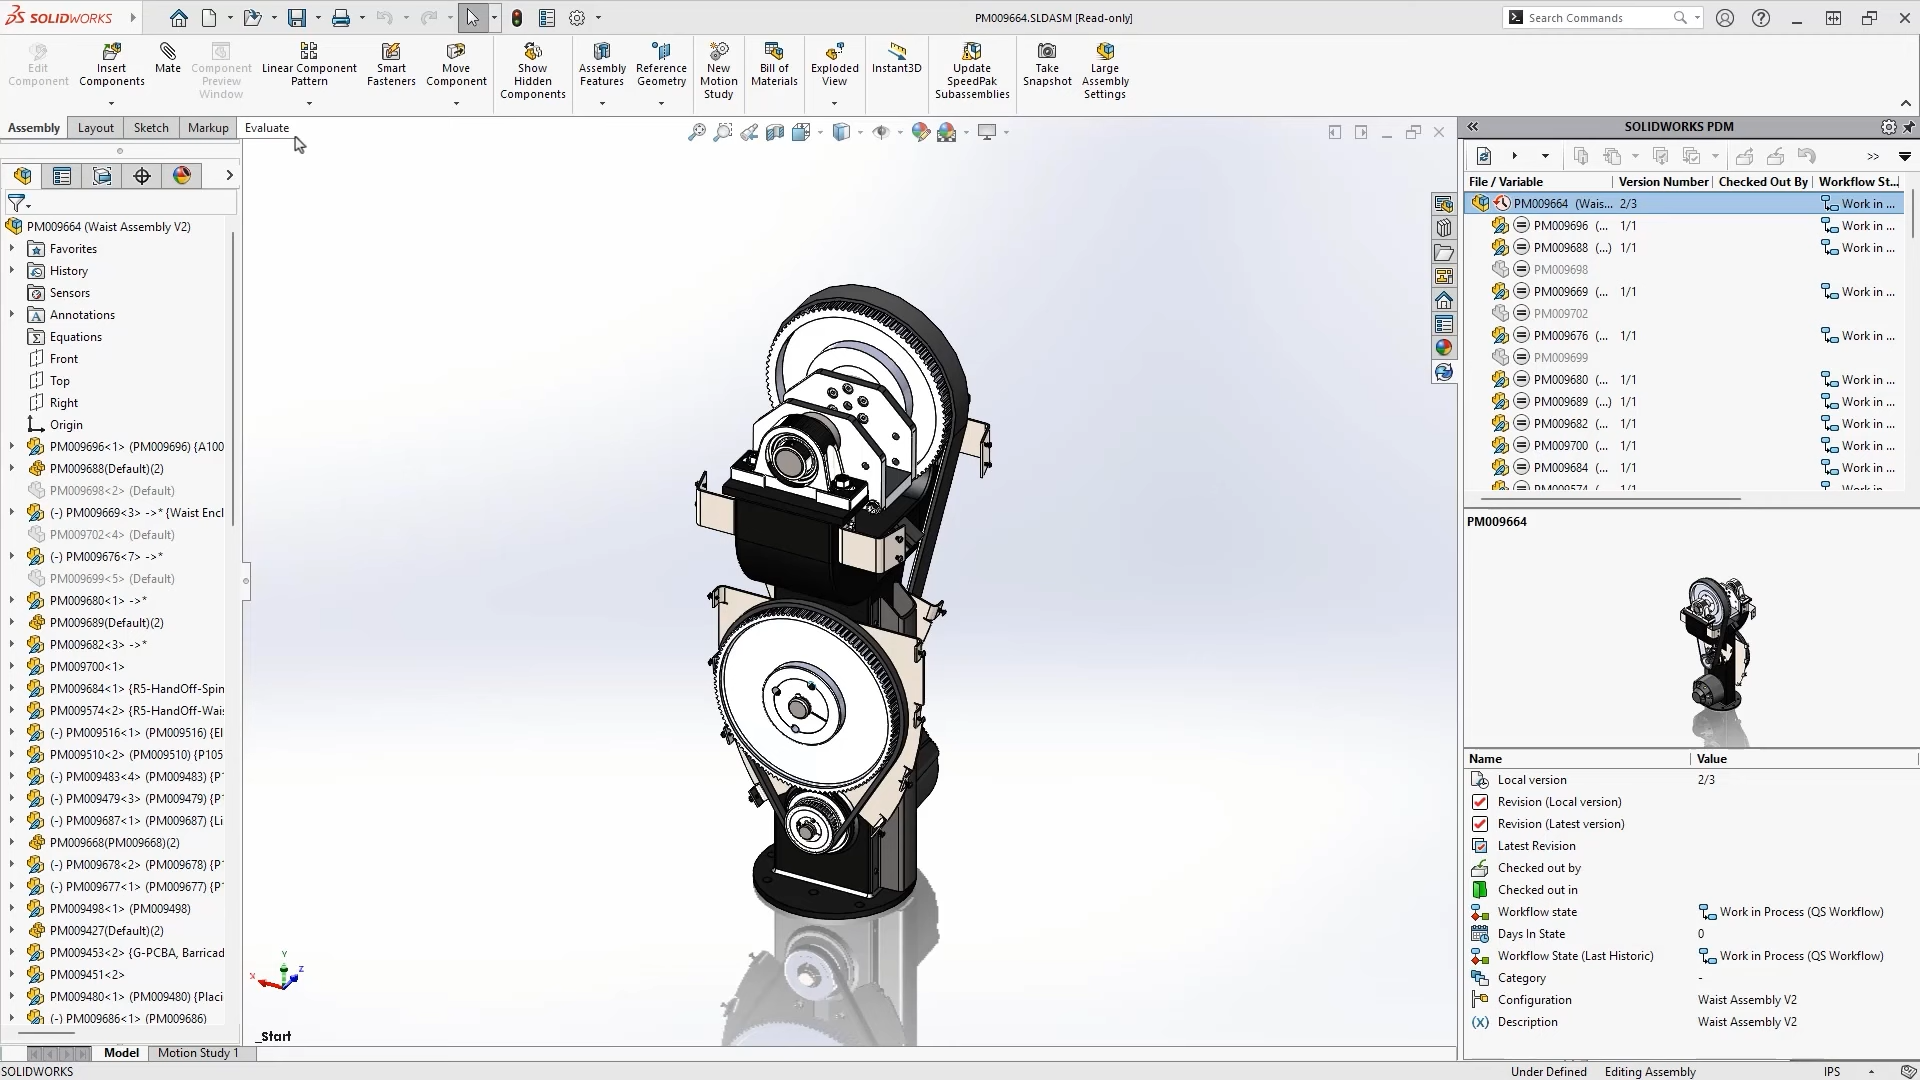 SOLIDWORKS
PM009664.SLDASM [Read-only]
Search Commands
Edit Component
Insert Components
Mate
Component Preview Window
Linear Component Pattern
Smart Fasteners
Move Component
Show Hidden Components
Assembly Features
Reference Geometry
New Motion Study
Bill of Materials
Exploded View
Instant3D
Update SpeedPak Subassemblies
Take Snapshot
Large Assembly Settings
Assembly Layout Sketch Markup Evaluate
PM009664 (Waist Assembly V2)
Favorites
History
Sensors
Annotations
Equations
Front
Top
Right
Origin
PM009696<1> (PM009696) {A100
PM009688(Default)(2)
PM009698<2> (Default)
(-) PM009669<3> ->* {Waist Encl
PM009702<4> (Default)
(-) PM009676<7> ->*
PM009699<5> (Default)
PM009680<1> ->*
PM009689(Default)(2)
PM009682<3> ->*
PM009700<1>
PM009684<1> {R5-HandOff-Spin
PM009574<2> {R5-HandOff-Wai
(-) PM009516<1> (PM009516) {El
PM009510<2> (PM009510) {P105
(-) PM009483<4> (PM009483) {P
(-) PM009479<3> (PM009479) {P
(-) PM009687<1> (PM009687) {Li
PM009668(PM009668)(2)
(-) PM009678<2> (PM009678) {P
(-) PM009677<1> (PM009677) {P
PM009498<1> (PM009498)
PM009427(Default)(2)
PM009453<2> {G-PCBA, Barricad
PM009451<2>
PM009480<1> (PM009480) {Placi
(-) PM009686<1> (PM009686)
Y
X
Z
_Start
Model Motion Study 1
SOLIDWORKS
Under Defined Editing Assembly IPS
SOLIDWORKS PDM
>>
File / Variable Version Number Checked Out By Workflow St...
PM009664 (Wais... 2/3 Work in ...
PM009696 (... 1/1 Work in ...
PM009688 (...) 1/1 Work in ...
PM009698
PM009669 (... 1/1 Work in ...
PM009702
PM009676 (... 1/1 Work in ...
PM009699
PM009680 (... 1/1 Work in ...
PM009689 (...) 1/1 Work in ...
PM009682 (... 1/1 Work in ...
PM009700 (... 1/1 Work in ...
PM009684 (... 1/1 Work in ...
PM009574 (... 1/1 Work in ...
PM009664
Name Value
Local version 2/3
Revision (Local version)
Revision (Latest version)
Latest Revision
Checked out by
Checked out in
Workflow state Work in Process (QS Workflow)
Days In State 0
Workflow State (Last Historic) Work in Process (QS Workflow)
Category -
Configuration Waist Assembly V2
Description Waist Assembly V2